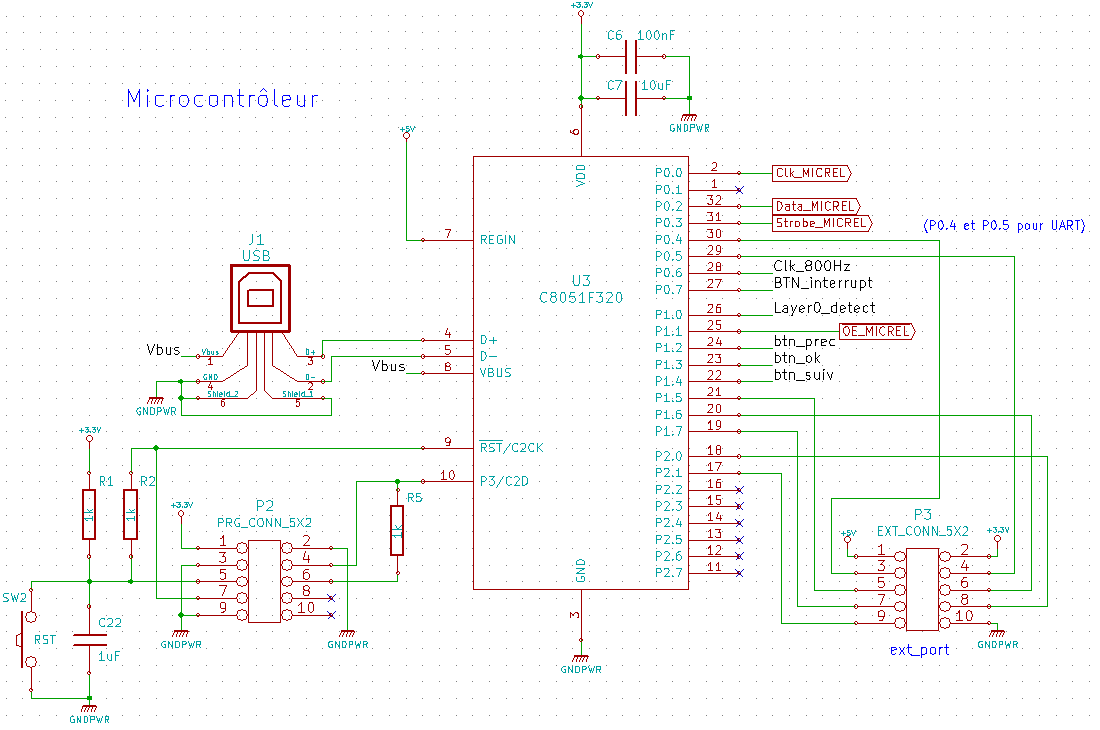 +3.3V
C6 100nF
C7 10uF
GNDPWR
Microcontrôleur
+5V
6
VDD
7 REGIN
U3
C8051F320
4 D+
5 D-
Vbus 8 VBUS
9 RST/C2CK
10 P3/C2D
GND
3
GNDPWR
P0.0 2 Clk_MICREL
P0.1 1
P0.2 32 Data_MICREL
P0.3 31 Strobe_MICREL
P0.4 30
P0.5 29
P0.6 28 Clk_800Hz
P0.7 27 BTN_interrupt
P1.0 26 Layer0_detect
P1.1 25 OE_MICREL
P1.2 24 btn_prec
P1.3 23 btn_ok
P1.4 22 btn_suiv
P1.5 21
P1.6 20
P1.7 19
P2.0 18
P2.1 17
P2.2 16
P2.3 15
P2.4 14
P2.5 13
P2.6 12
P2.7 11
(P0.4 et P0.5 pour UART)
J1
USB
Vbus Vbus 1
D+ 3
GND 4
D- 2
Shield_2 6
Shield_1 5
GNDPWR
+3.3V
R1 1k
R2 1k
+3.3V
P2
PRG_CONN_5X2
1 2
3 4
5 6
7 8
9 10
GNDPWR
GNDPWR
R5
1k
SW2
RST
C22
1uF
GNDPWR
P3
EXT_CONN_5X2
+5V
+3.3V
1 2
3 4
5 6
7 8
9 10
GNDPWR
ext_port